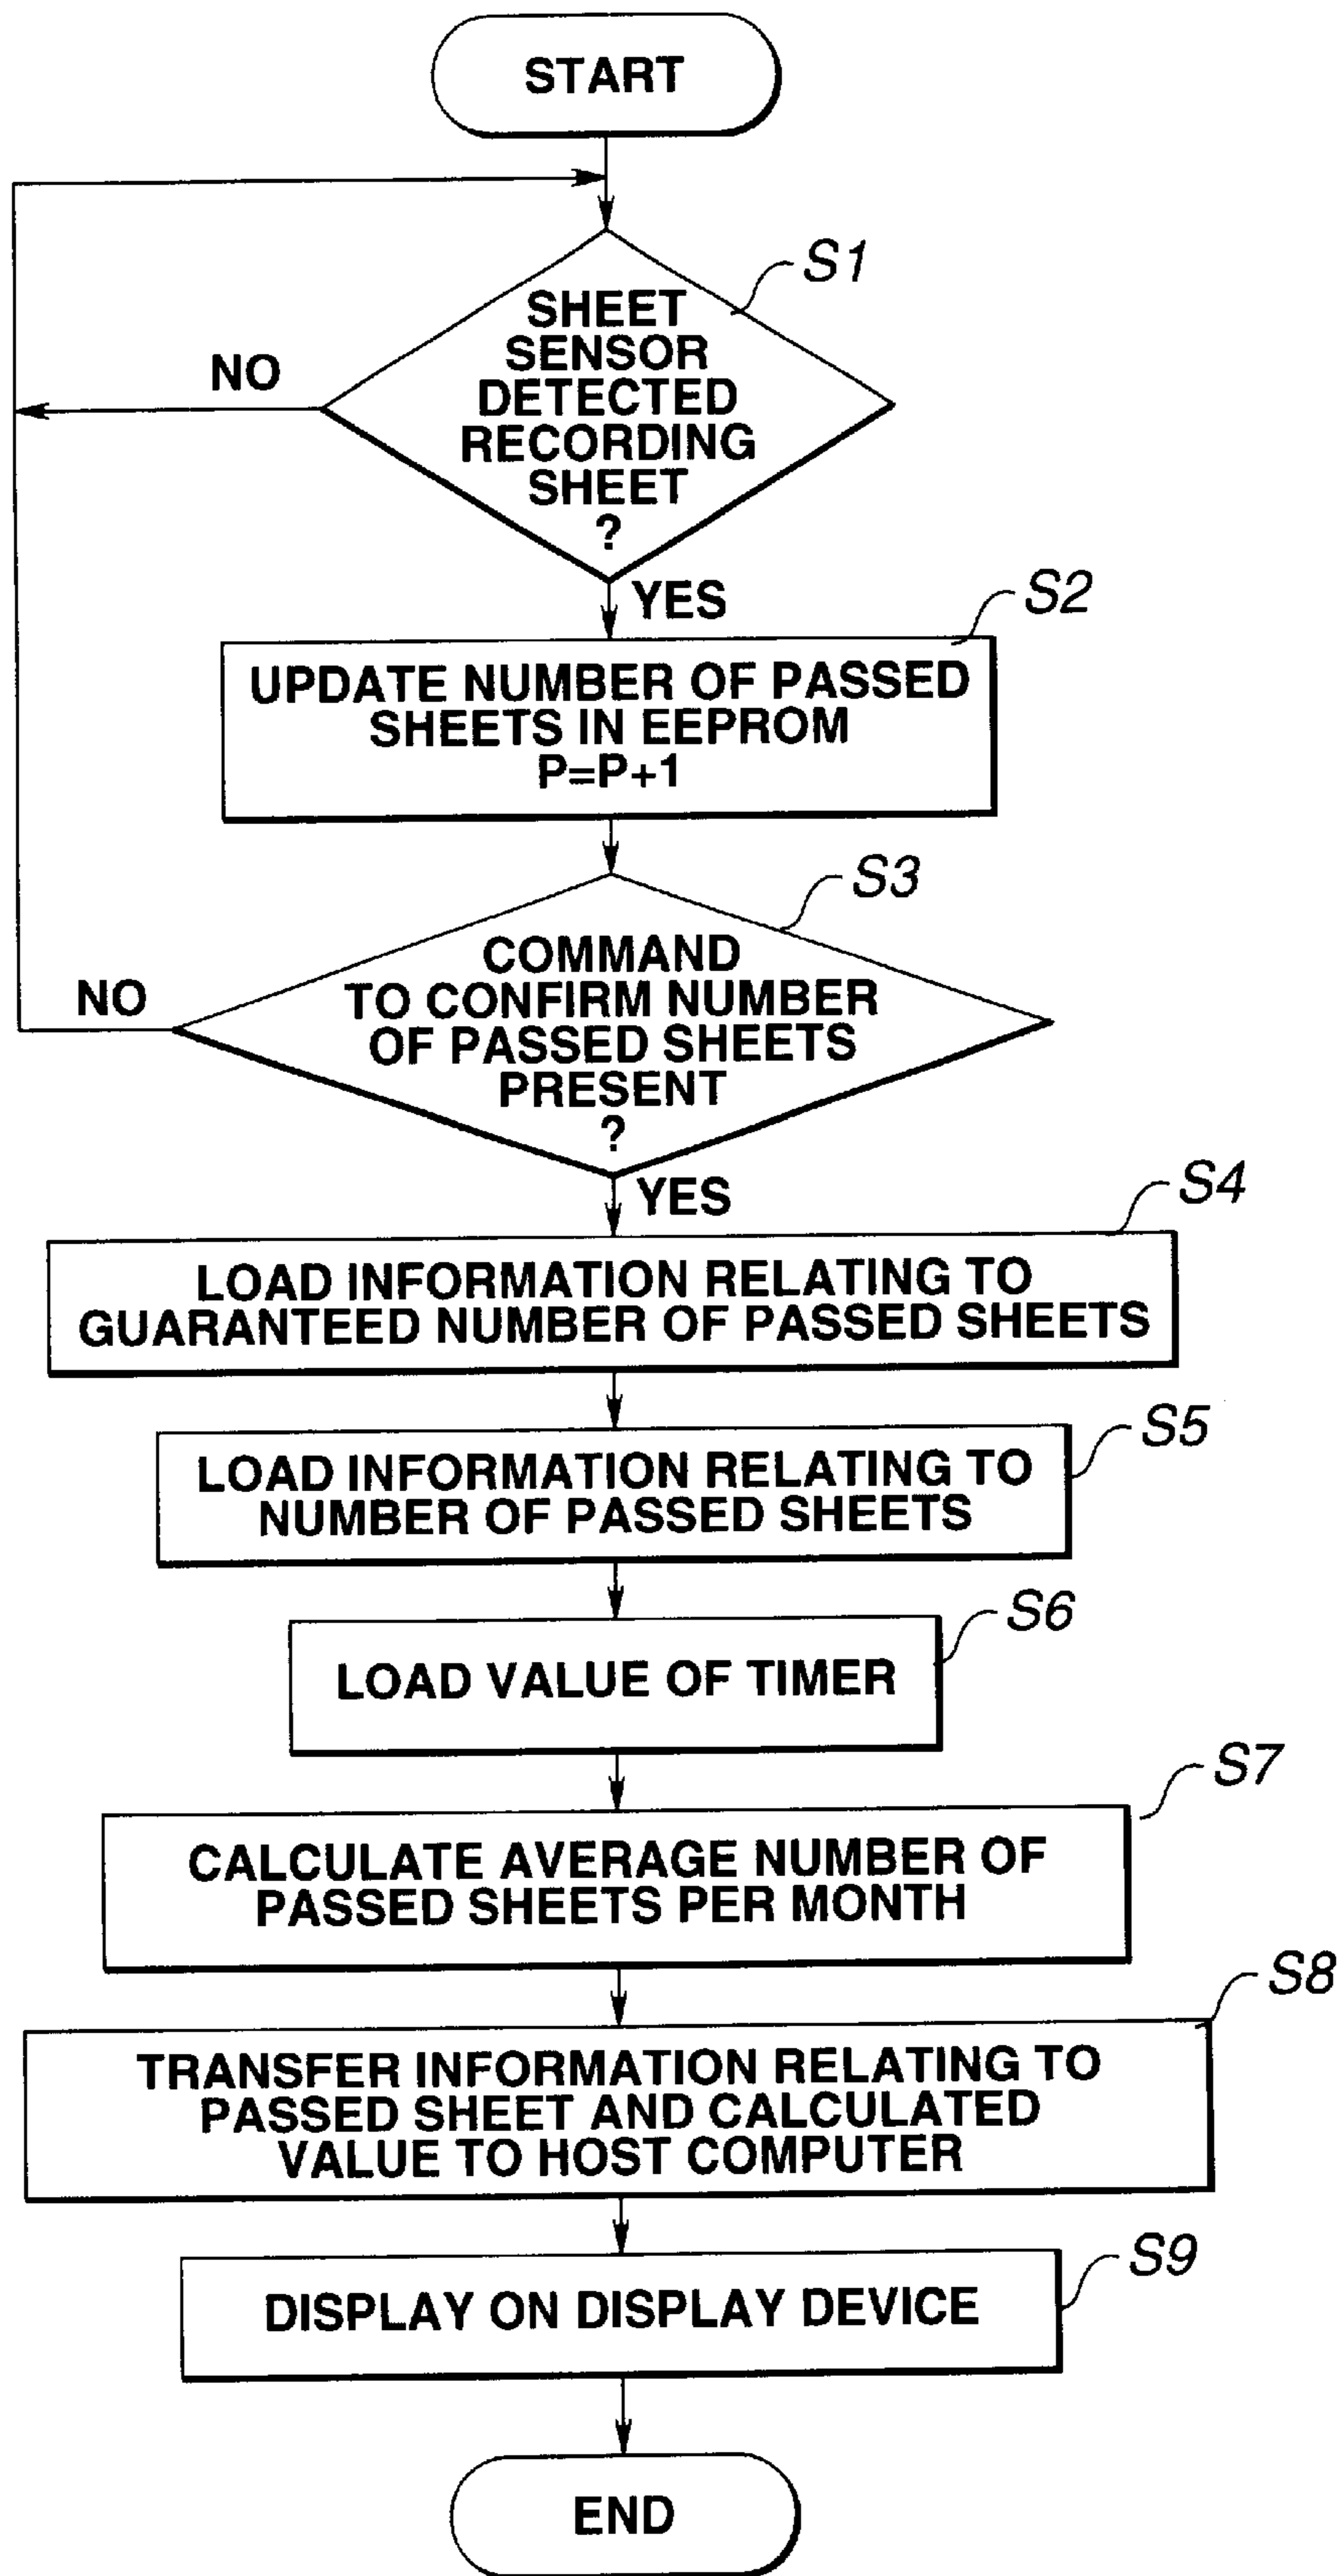 START
S1
SHEET
SENSOR
DETECTED
RECORDING
SHEET
?
NO
YES
S2
UPDATE NUMBER OF PASSED
SHEETS IN EEPROM
P=P+1
S3
COMMAND
TO CONFIRM NUMBER
OF PASSED SHEETS
PRESENT
?
NO
YES
S4
LOAD INFORMATION RELATING TO
GUARANTEED NUMBER OF PASSED SHEETS
S5
LOAD INFORMATION RELATING TO
NUMBER OF PASSED SHEETS
S6
LOAD VALUE OF TIMER
S7
CALCULATE AVERAGE NUMBER OF
PASSED SHEETS PER MONTH
S8
TRANSFER INFORMATION RELATING TO
PASSED SHEET AND CALCULATED
VALUE TO HOST COMPUTER
S9
DISPLAY ON DISPLAY DEVICE
END